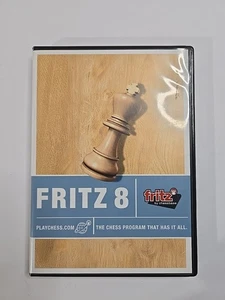 FRITZ 8
fritz
PLAYCHESS.COM
THE CHESS PROGRAM THAT HAS IT ALL.